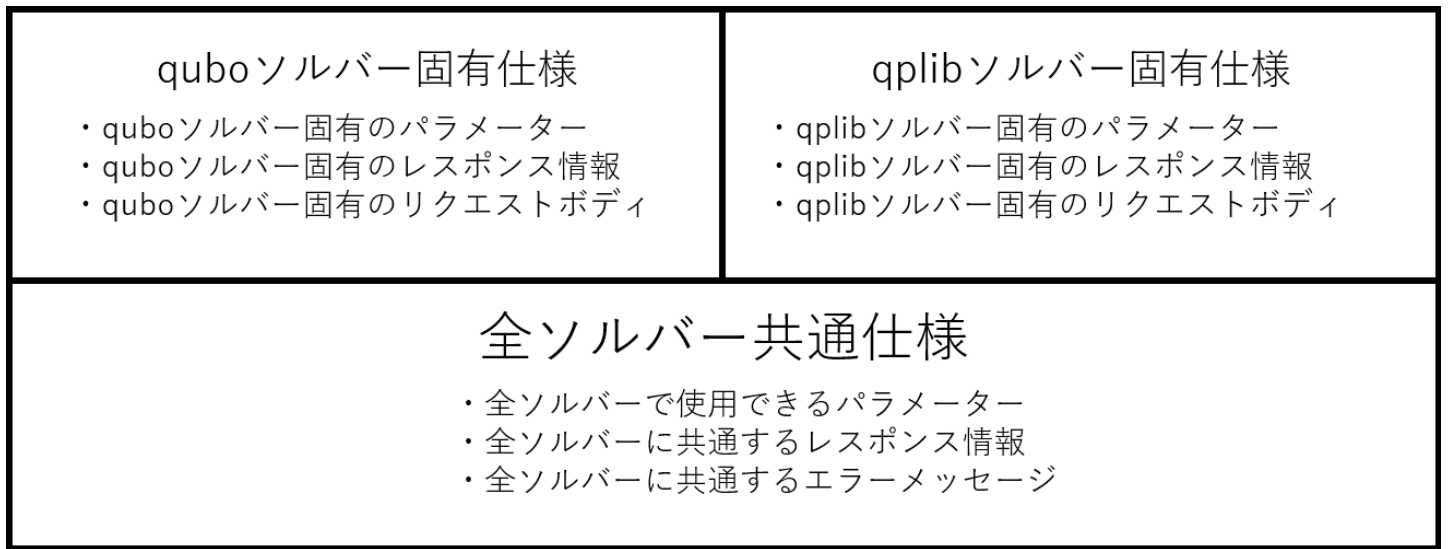 quboソルバー固有仕様
・quboソルバー固有のパラメーター
・quboソルバー固有のレスポンス情報
・quboソルバー固有のリクエストボディ
qplibソルバー固有仕様
・qplibソルバー固有のパラメーター
・qplibソルバー固有のレスポンス情報
・qplibソルバー固有のリクエストボディ
全ソルバー共通仕様
・全ソルバーで使用できるパラメーター
・全ソルバーに共通するレスポンス情報
・全ソルバーに共通するエラーメッセージ